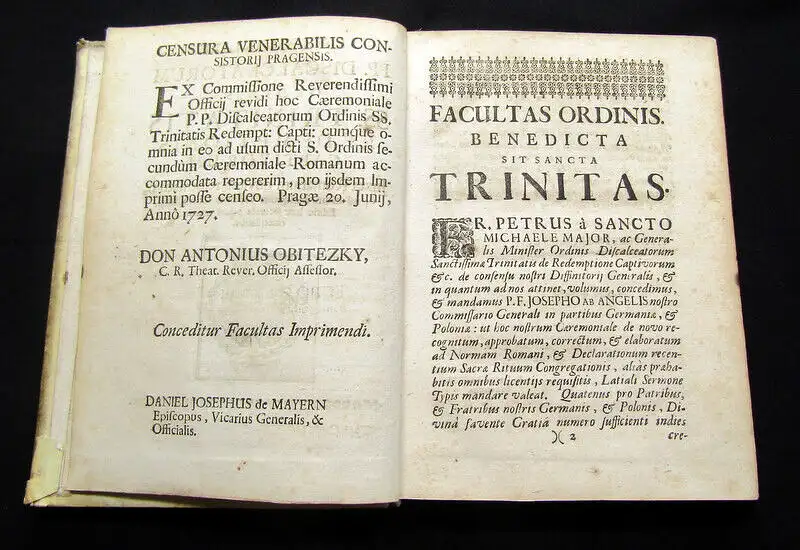 CENSURA VENERABILIS CON-
SISTORIJ PRAGENSIS.
EX Commissione Reverendissimi
Officij revidi hoc Cæremoniale
P.P. Discalceatorum Ordinis SS.
Trinitatis Redempt: Capti: cumque o-
mnia in eo ad usum dicti S. Ordinis se-
cundùm Cæremoniale Romanum ac-
commodata repererim, pro ijsdem Im-
primi posse censeo. Pragæ 20. Junij,
Annò 1727.
DON ANTONIUS OBITEZKY,
C. R. Theat. Rever. Officij Assessor.
Conceditur Facultas Imprimendi.
DANIEL JOSEPHUS de MAYERN
Episcopus, Vicarius Generalis, &
Officialis.
FACULTAS ORDINIS.
BENEDICTA
SIT SANCTA
TRINITAS.
FR. PETRUS à SANCTO
MICHAELE MAJOR, ac Genera-
lis Minister Ordinis Discalceatorum
Sanctissimæ Trinitatis de Redemptione Captivorum
&c. de consensu nostri Diffinitorij Generalis, &
in quantum ad nos attinet, volumus, concedimus,
& mandamus P.F. JOSEPHO AB ANGELIS nostro
Commissario Generali in partibus Germaniæ, &
Poloniæ: ut hoc nostrum Cæremoniale de novo re-
cognitum, approbatum, correctum, & elaboratum
ad Normam Romani, & Declarationum recen-
tium Sacræ Rituum Congregationis, aliàs præha-
bitis omnibus licentijs requisitis, Latiali Sermone
Typis mandare valeat. Quatenus pro Patribus,
& Fratribus nostris Germanis, & Polonis, Di-
vinâ favente Gratiâ numero sufficienti indies
)( 2 cre-